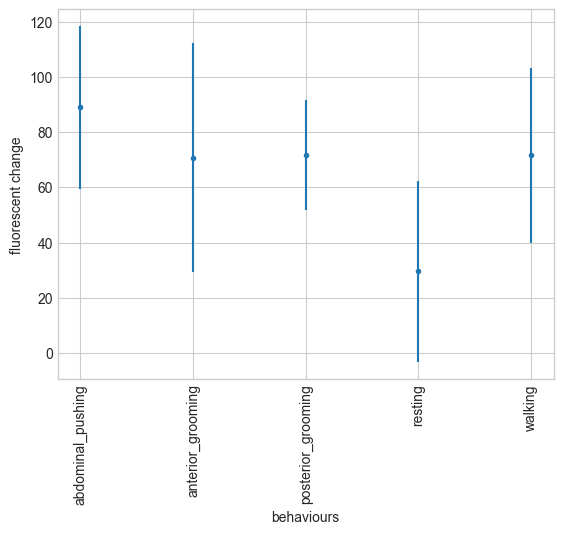 120
100
80
60
40
20
0
fluorescent change
abdominal_pushing
anterior_grooming
posterior_grooming
resting
walking
behaviours